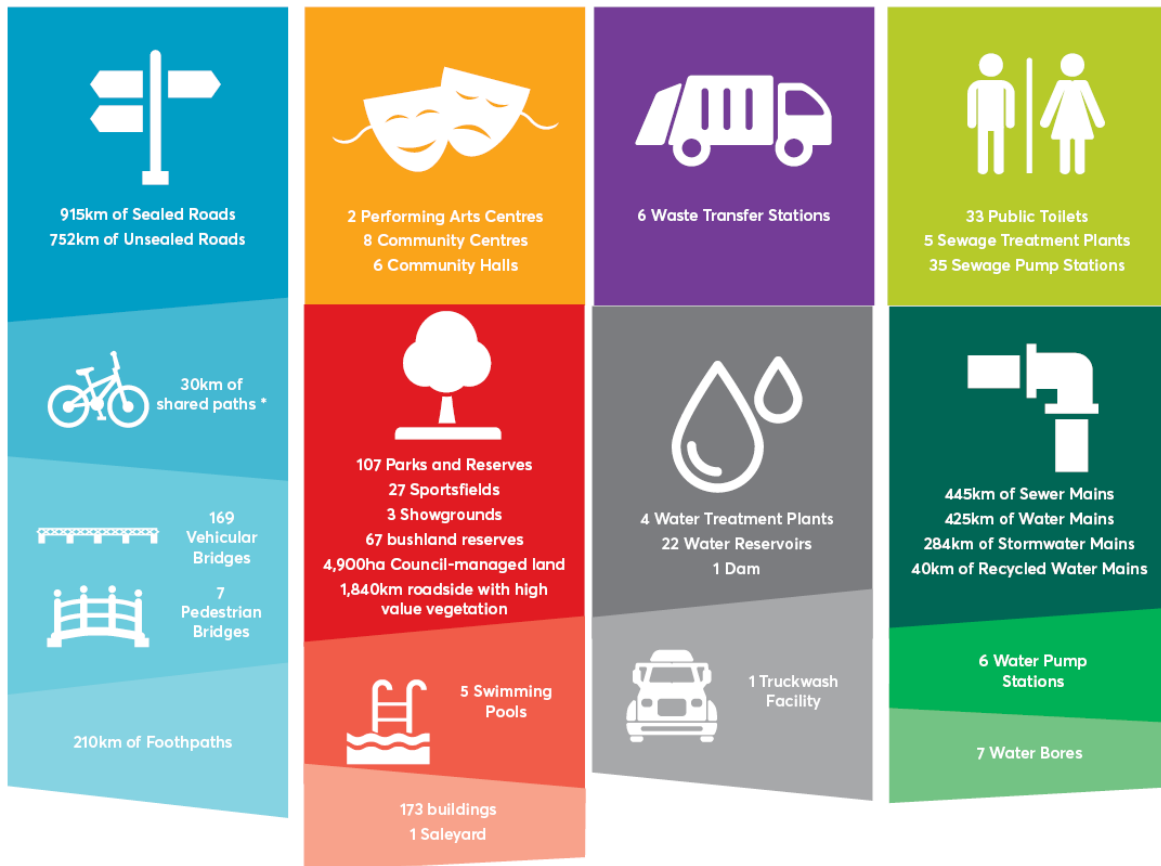 915km of Sealed Roads
752km of Unsealed Roads
30km of
shared paths *
169
Vehicular
Bridges
7
Pedestrian
Bridges
210km of Foothpaths
2 Performing Arts Centres
8 Community Centres
6 Community Halls
107 Parks and Reserves
27 Sportsfields
3 Showgrounds
67 bushland reserves
4,900ha Council-managed land
1,840km roadside with high
value vegetation
5 Swimming
Pools
173 buildings
1 Saleyard
6 Waste Transfer Stations
4 Water Treatment Plants
22 Water Reservoirs
1 Dam
1 Truckwash
Facility
33 Public Toilets
5 Sewage Treatment Plants
35 Sewage Pump Stations
445km of Sewer Mains
425km of Water Mains
284km of Stormwater Mains
40km of Recycled Water Mains
6 Water Pump
Stations
7 Water Bores